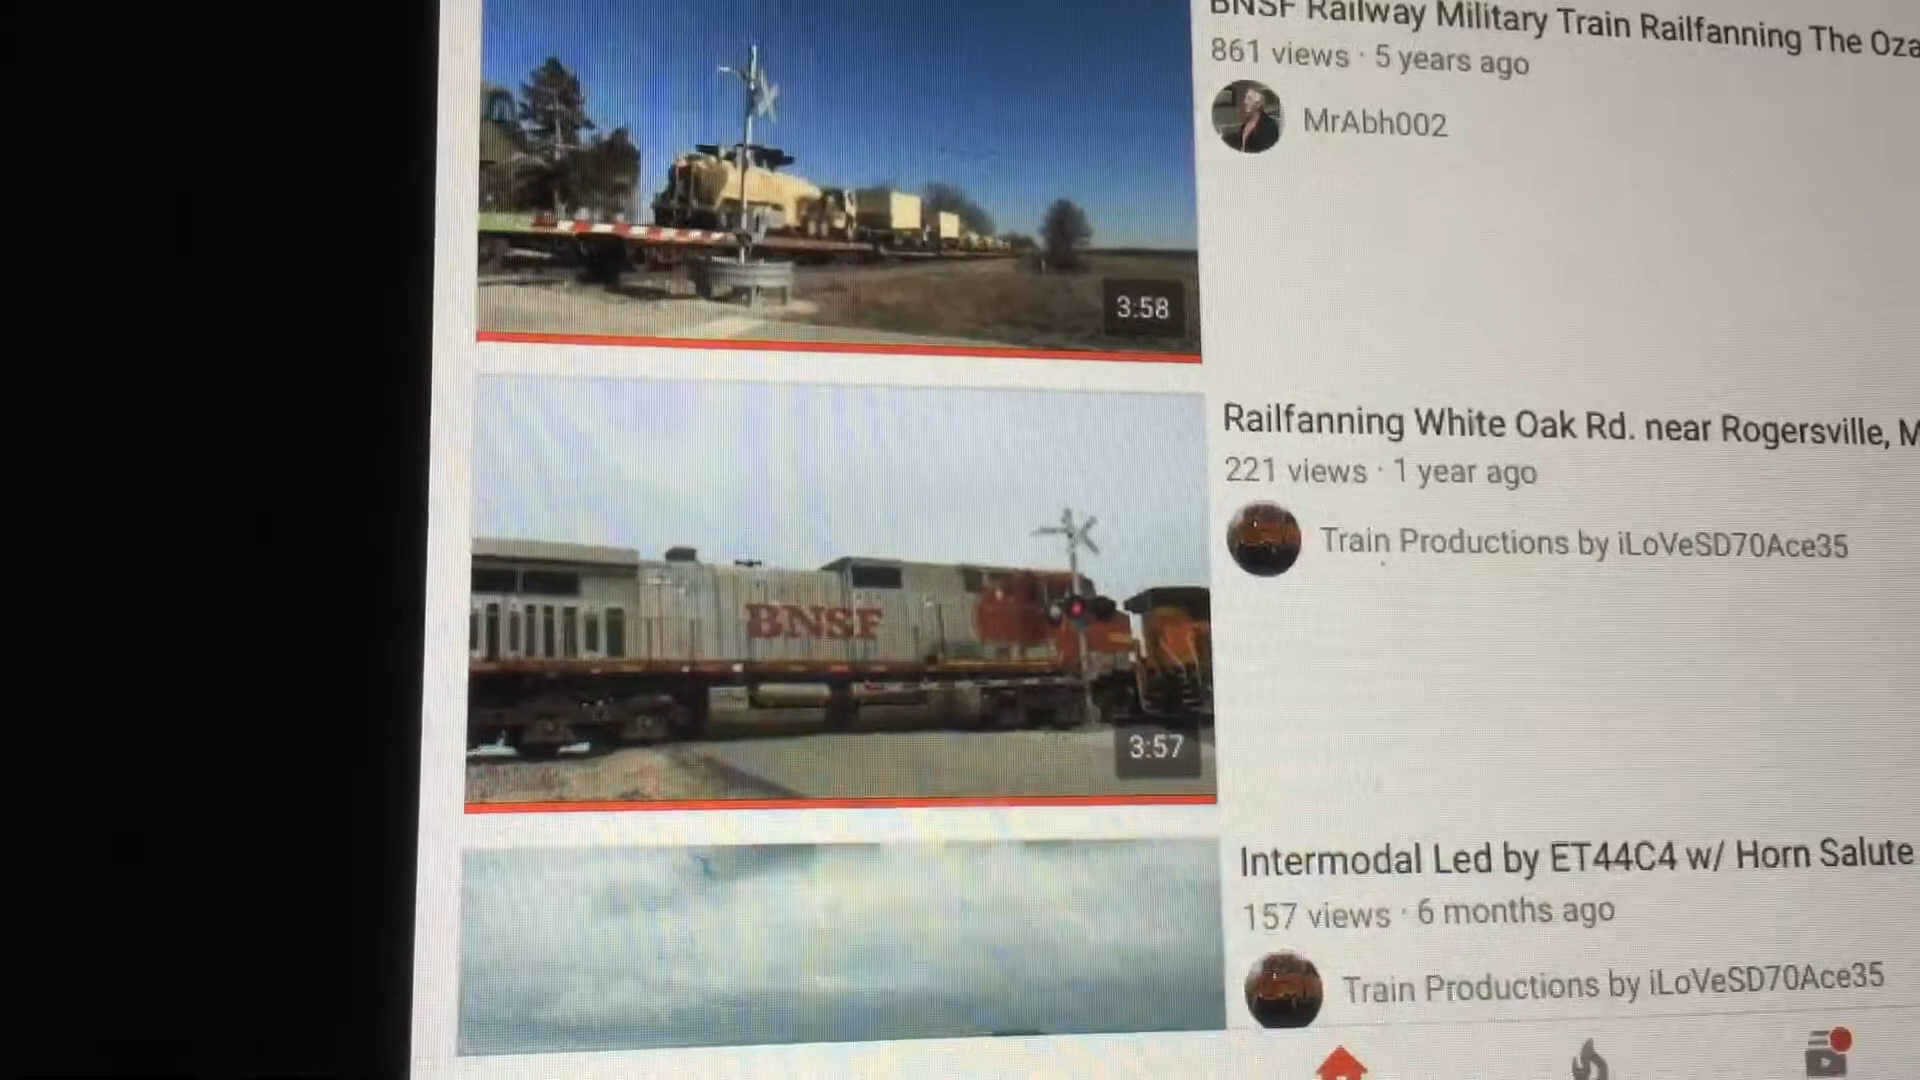 BNSF Railway Military Train Railfanning The Oza
861 views · 5 years ago
MrAbh002
3:58
Railfanning White Oak Rd. near Rogersville, M
221 views · 1 year ago
Train Productions by iLoVeSD70Ace35
BNSF
3:57
Intermodal Led by ET44C4 w/ Horn Salute
157 views · 6 months ago
Train Productions by iLoVeSD70Ace35